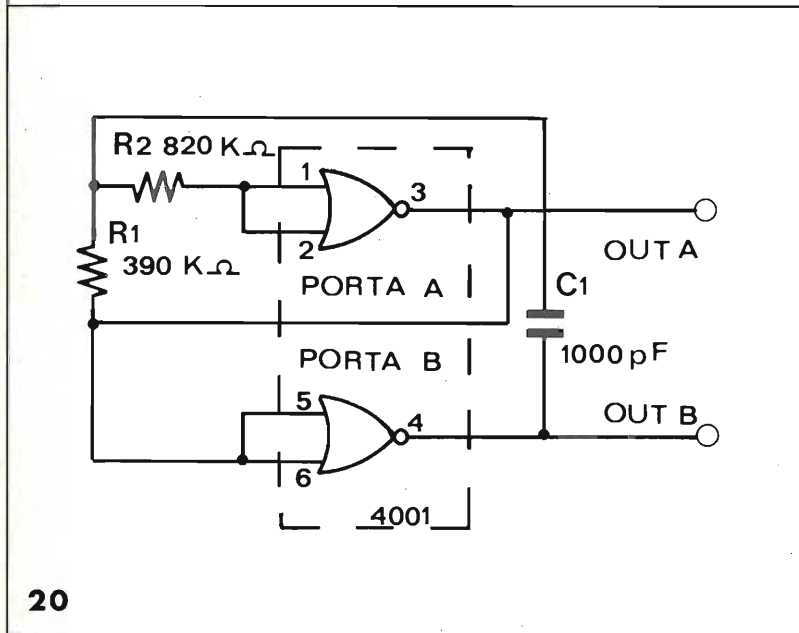 R2 820 KΩ
1
3
2
R1
390 KΩ
OUT A
PORTA A
C1
PORTA B
1000 pF
5
4
OUT B
6
4001
20